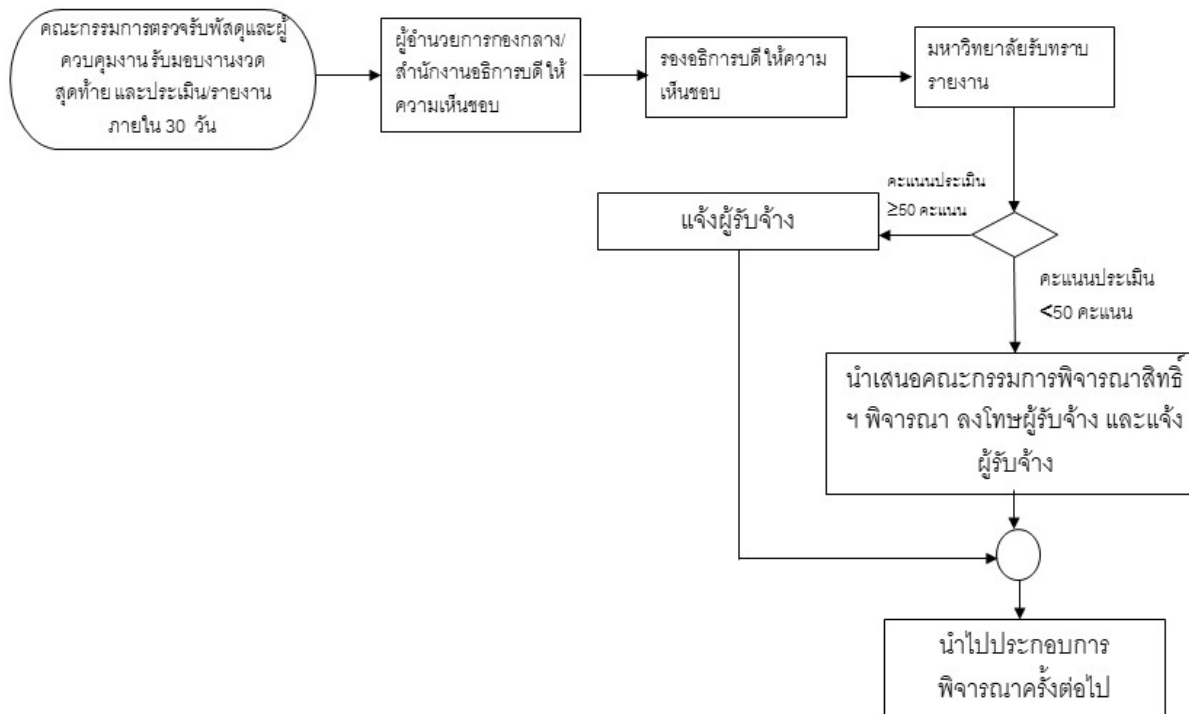 คณะกรรมการตรวจรับพัสดุและผู้
ควบคุมงาน รับมอบงานงวด
สุดท้าย และประเมิน/รายงาน
ภายใน 30 วัน
ผู้อำนวยการกองกลาง/
สำนักงานอธิการบดี ให้
ความเห็นชอบ
รองอธิการบดี ให้ความ
เห็นชอบ
มหาวิทยาลัยรับทราบ
รายงาน
คะแนนประเมิน
≥50 คะแนน
แจ้งผู้รับจ้าง
คะแนนประเมิน
<50 คะแนน
นำเสนอคณะกรรมการพิจารณาสิทธิ์
ฯ พิจารณา ลงโทษผู้รับจ้าง และแจ้ง
ผู้รับจ้าง
นำไปประกอบการ
พิจารณาครั้งต่อไป